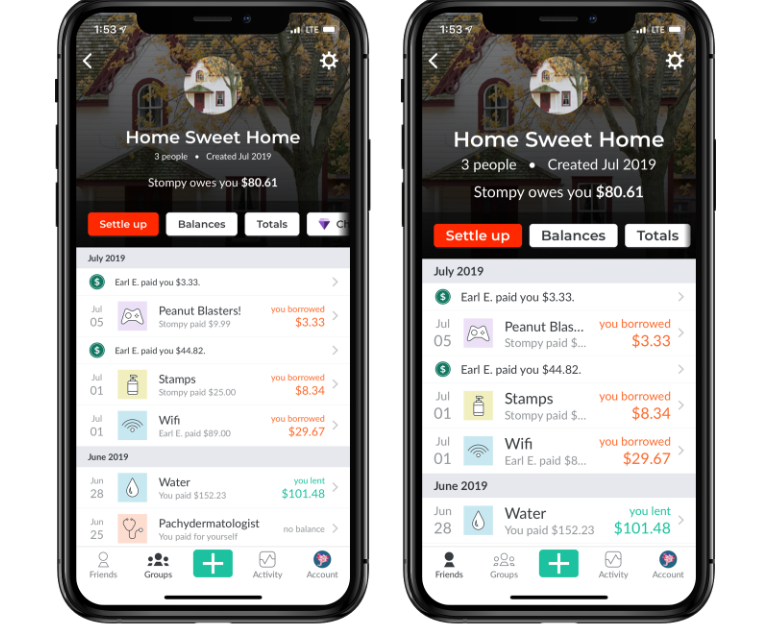 1:53
LTE
Home Sweet Home
3 people • Created Jul 2019
Stompy owes you $80.61
Settle up Balances Totals Ch
July 2019
$ Earl E. paid you $3.33.
Jul 05 Peanut Blasters! you borrowed
Stompy paid $9.99 $3.33
$ Earl E. paid you $44.82.
Jul 01 Stamps you borrowed
Stompy paid $25.00 $8.34
Jul 01 Wifi you borrowed
Earl E. paid $89.00 $29.67
June 2019
Jun 28 Water you lent
You paid $152.23 $101.48
Jun 25 Pachydermatologist no balance
You paid for yourself
Friends Groups + Activity Account
1:53
LTE
Home Sweet Home
3 people • Created Jul 2019
Stompy owes you $80.61
Settle up Balances Totals
July 2019
$ Earl E. paid you $3.33.
Jul 05 Peanut Blas... you borrowed
Stompy paid $... $3.33
$ Earl E. paid you $44.82.
Jul 01 Stamps you borrowed
Stompy paid $... $8.34
Jul 01 Wifi you borrowed
Earl E. paid $8... $29.67
June 2019
Jun 28 Water you lent
You paid $152.23 $101.48
Friends Groups + Activity Account